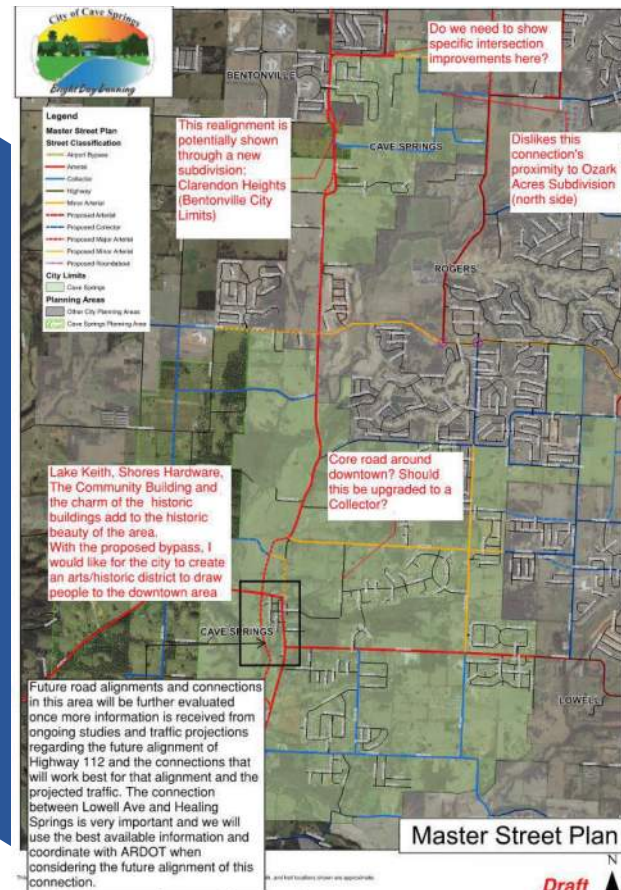 City of Cave Springs
Bright Day Dawning
Do we need to show
specific intersection
improvements here?
BENTONVILLE
Legend
Master Street Plan
Street Classification
Airport Bypass
Arterial
Collector
Highway
Minor Arterial
Proposed Arterial
Proposed Collector
Proposed Major Arterial
Proposed Minor Arterial
Proposed Roundabout
City Limits
Cave Springs
Planning Areas
Other City Planning Areas
Cave Springs Planning Area
This realignment is
potentially shown
through a new
subdivision:
Clarendon Heights
(Bentonville City
Limits)
CAVE SPRINGS
Dislikes this
connection's
proximity to Ozark
Acres Subdivision
(north side)
ROGERS
Lake Keith, Shores Hardware,
The Community Building and
the charm of the historic
buildings add to the historic
beauty of the area.
With the proposed bypass, I
would like for the city to create
an arts/historic district to draw
people to the downtown area
Core road around
downtown? Should
this be upgraded to a
Collector?
CAVE SPRINGS
LOWELL
Future road alignments and connections
in this area will be further evaluated
once more information is received from
ongoing studies and traffic projections
regarding the future alignment of
Highway 112 and the connections that
will work best for that alignment and the
projected traffic. The connection
between Lowell Ave and Healing
Springs is very important and we will
use the best available information and
coordinate with ARDOT when
considering the future alignment of this
connection.
Master Street Plan
and trail locations shown are approximate.
Draft
N